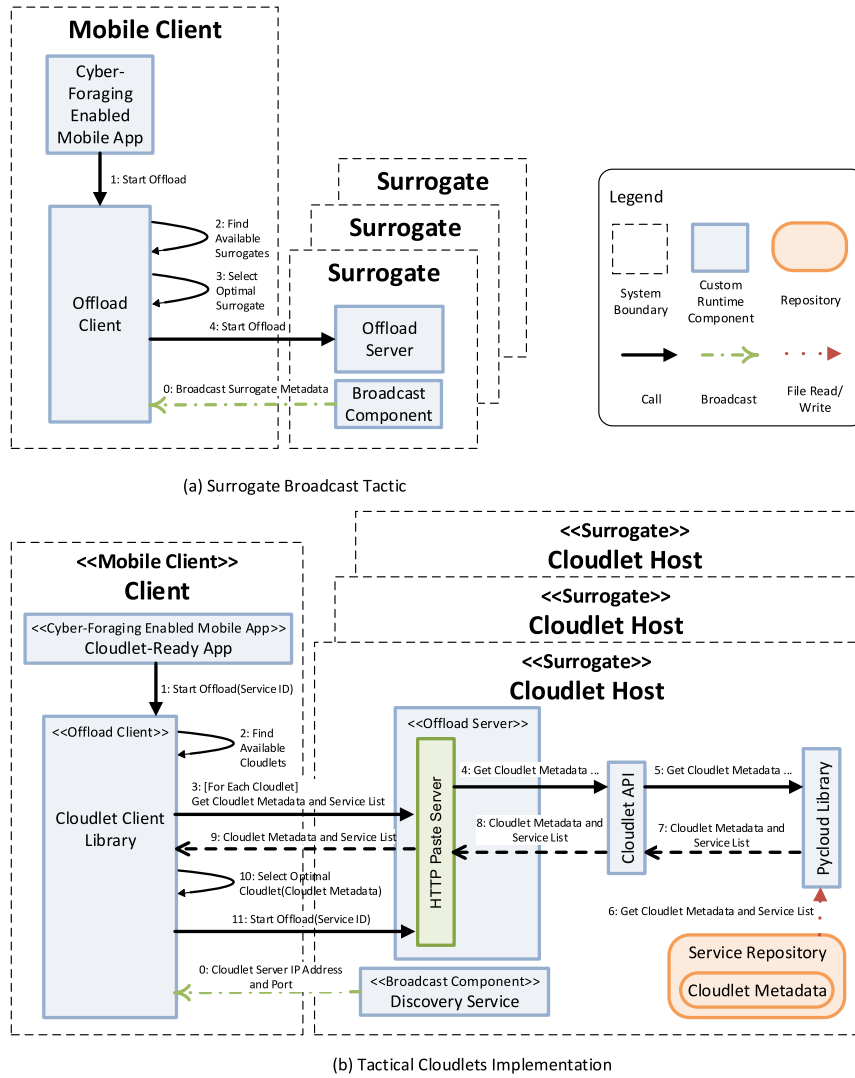 Mobile Client
Cyber-
Foraging
Enabled
Mobile App
1: Start Offload
2: Find
Available
Surrogates
3: Select
Optimal
Surrogate
Offload
Client
4: Start Offload
0: Broadcast Surrogate Metadata
Surrogate
Surrogate
Surrogate
Offload
Server
Broadcast
Component
Legend
System
Boundary
Custom
Runtime
Component
Repository
Call
Broadcast
File Read/
Write
(a) Surrogate Broadcast Tactic
<<Mobile Client>>
Client
<<Cyber-Foraging Enabled Mobile App>>
Cloudlet-Ready App
1: Start Offload(Service ID)
<<Offload Client>>
Cloudlet Client
Library
2: Find
Available
Cloudlets
3: [For Each Cloudlet]
Get Cloudlet Metadata and Service List
9: Cloudlet Metadata and Service List
10: Select Optimal
Cloudlet(Cloudlet Metadata)
11: Start Offload(Service ID)
0: Cloudlet Server IP Address
and Port
<<Surrogate>>
Cloudlet Host
<<Surrogate>>
Cloudlet Host
<<Surrogate>>
Cloudlet Host
<<Offload Server>>
HTTP Paste Server
4: Get Cloudlet Metadata ...
8: Cloudlet Metadata and
Service List
Cloudlet API
5: Get Cloudlet Metadata ...
7: Cloudlet Metadata and
Service List
Pycloud Library
6: Get Cloudlet Metadata and Service List
Service Repository
Cloudlet Metadata
<<Broadcast Component>>
Discovery Service
(b) Tactical Cloudlets Implementation